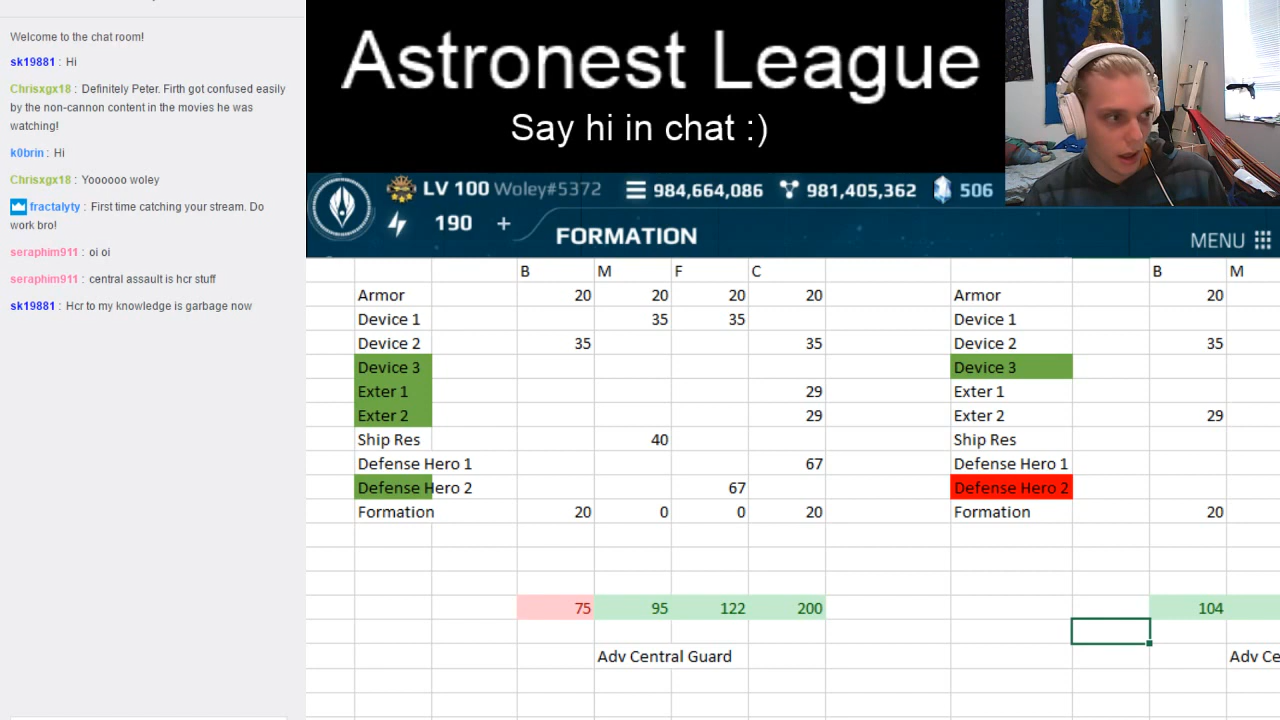 Welcome to the chat room!
sk19881 : Hi
Chrisxgx18 : Definitely Peter. Firth got confused easily
by the non-cannon content in the movies he was
watching!
k0brin : Hi
Chrisxgx18 : Yoooooo woley
fractalyty : First time catching your stream. Do
work bro!
seraphim911 : oi oi
seraphim911 : central assault is hcr stuff
sk19881 : Hcr to my knowledge is garbage now
Astronest League
Say hi in chat :)
LV 100 Woley#5372 984,664,086 981,405,362 506
190 +
FORMATION
MENU
B M F C B M
Armor 20 20 20 20 Armor 20
Device 1 35 35 Device 1
Device 2 35 35 Device 2 35
Device 3 Device 3
Exter 1 29 Exter 1
Exter 2 29 Exter 2 29
Ship Res 40 Ship Res
Defense Hero 1 67 Defense Hero 1
Defense Hero 2 67 Defense Hero 2
Formation 20 0 0 20 Formation 20
75 95 122 200 104
Adv Central Guard Adv Ce